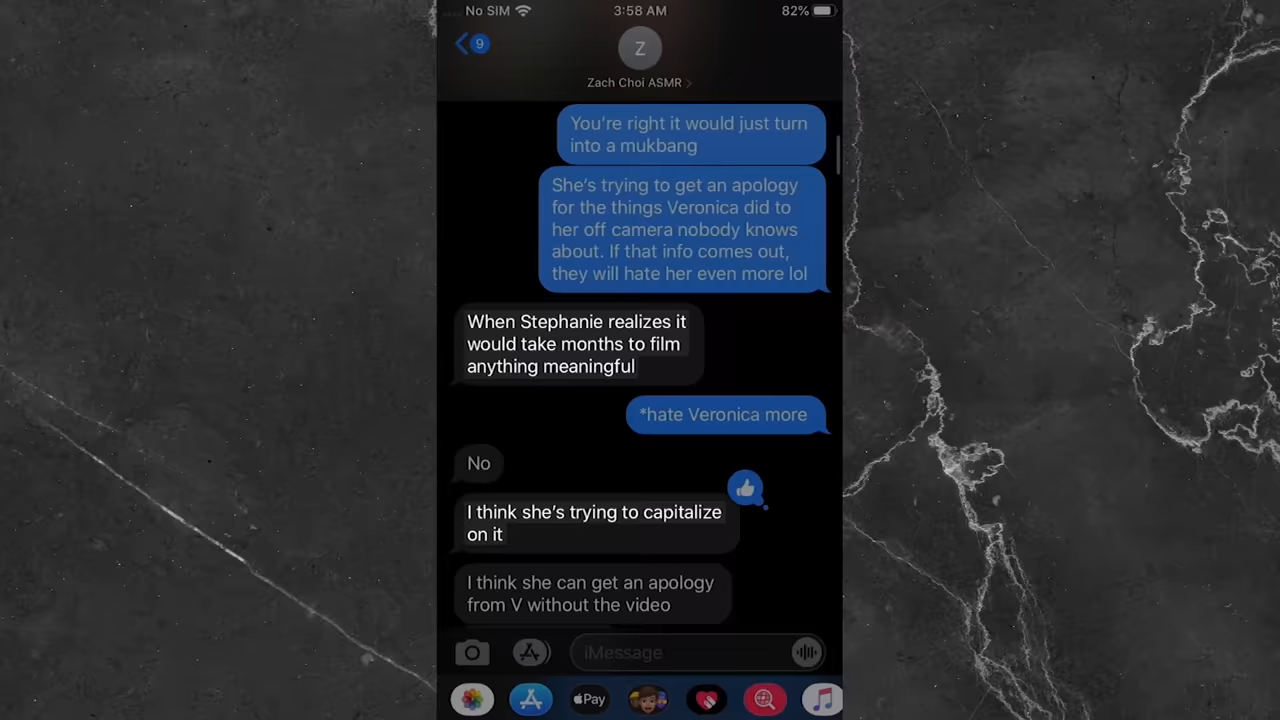 No SIM
3:58 AM
82%
9
Z
Zach Choi ASMR
You're right it would just turn
into a mukbang
She's trying to get an apology
for the things Veronica did to
her off camera nobody knows
about. If that info comes out,
they will hate her even more lol
When Stephanie realizes it
would take months to film
anything meaningful
*hate Veronica more
No
I think she's trying to capitalize
on it
I think she can get an apology
from V without the video
iMessage
Pay